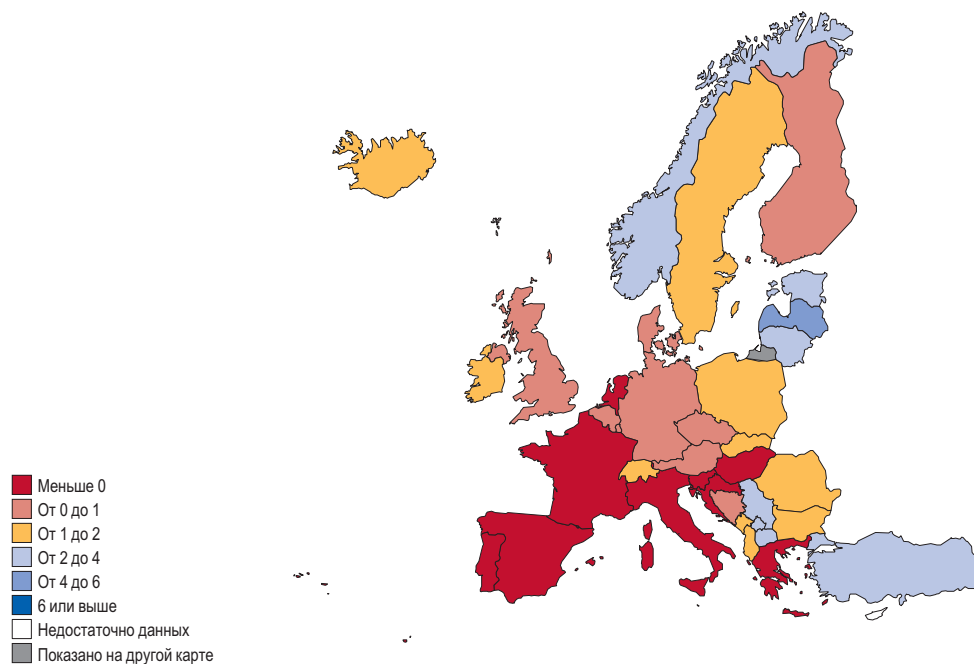 Меньше 0
От 0 до 1
От 1 до 2
От 2 до 4
От 4 до 6
6 или выше
Недостаточно данных
Показано на другой карте